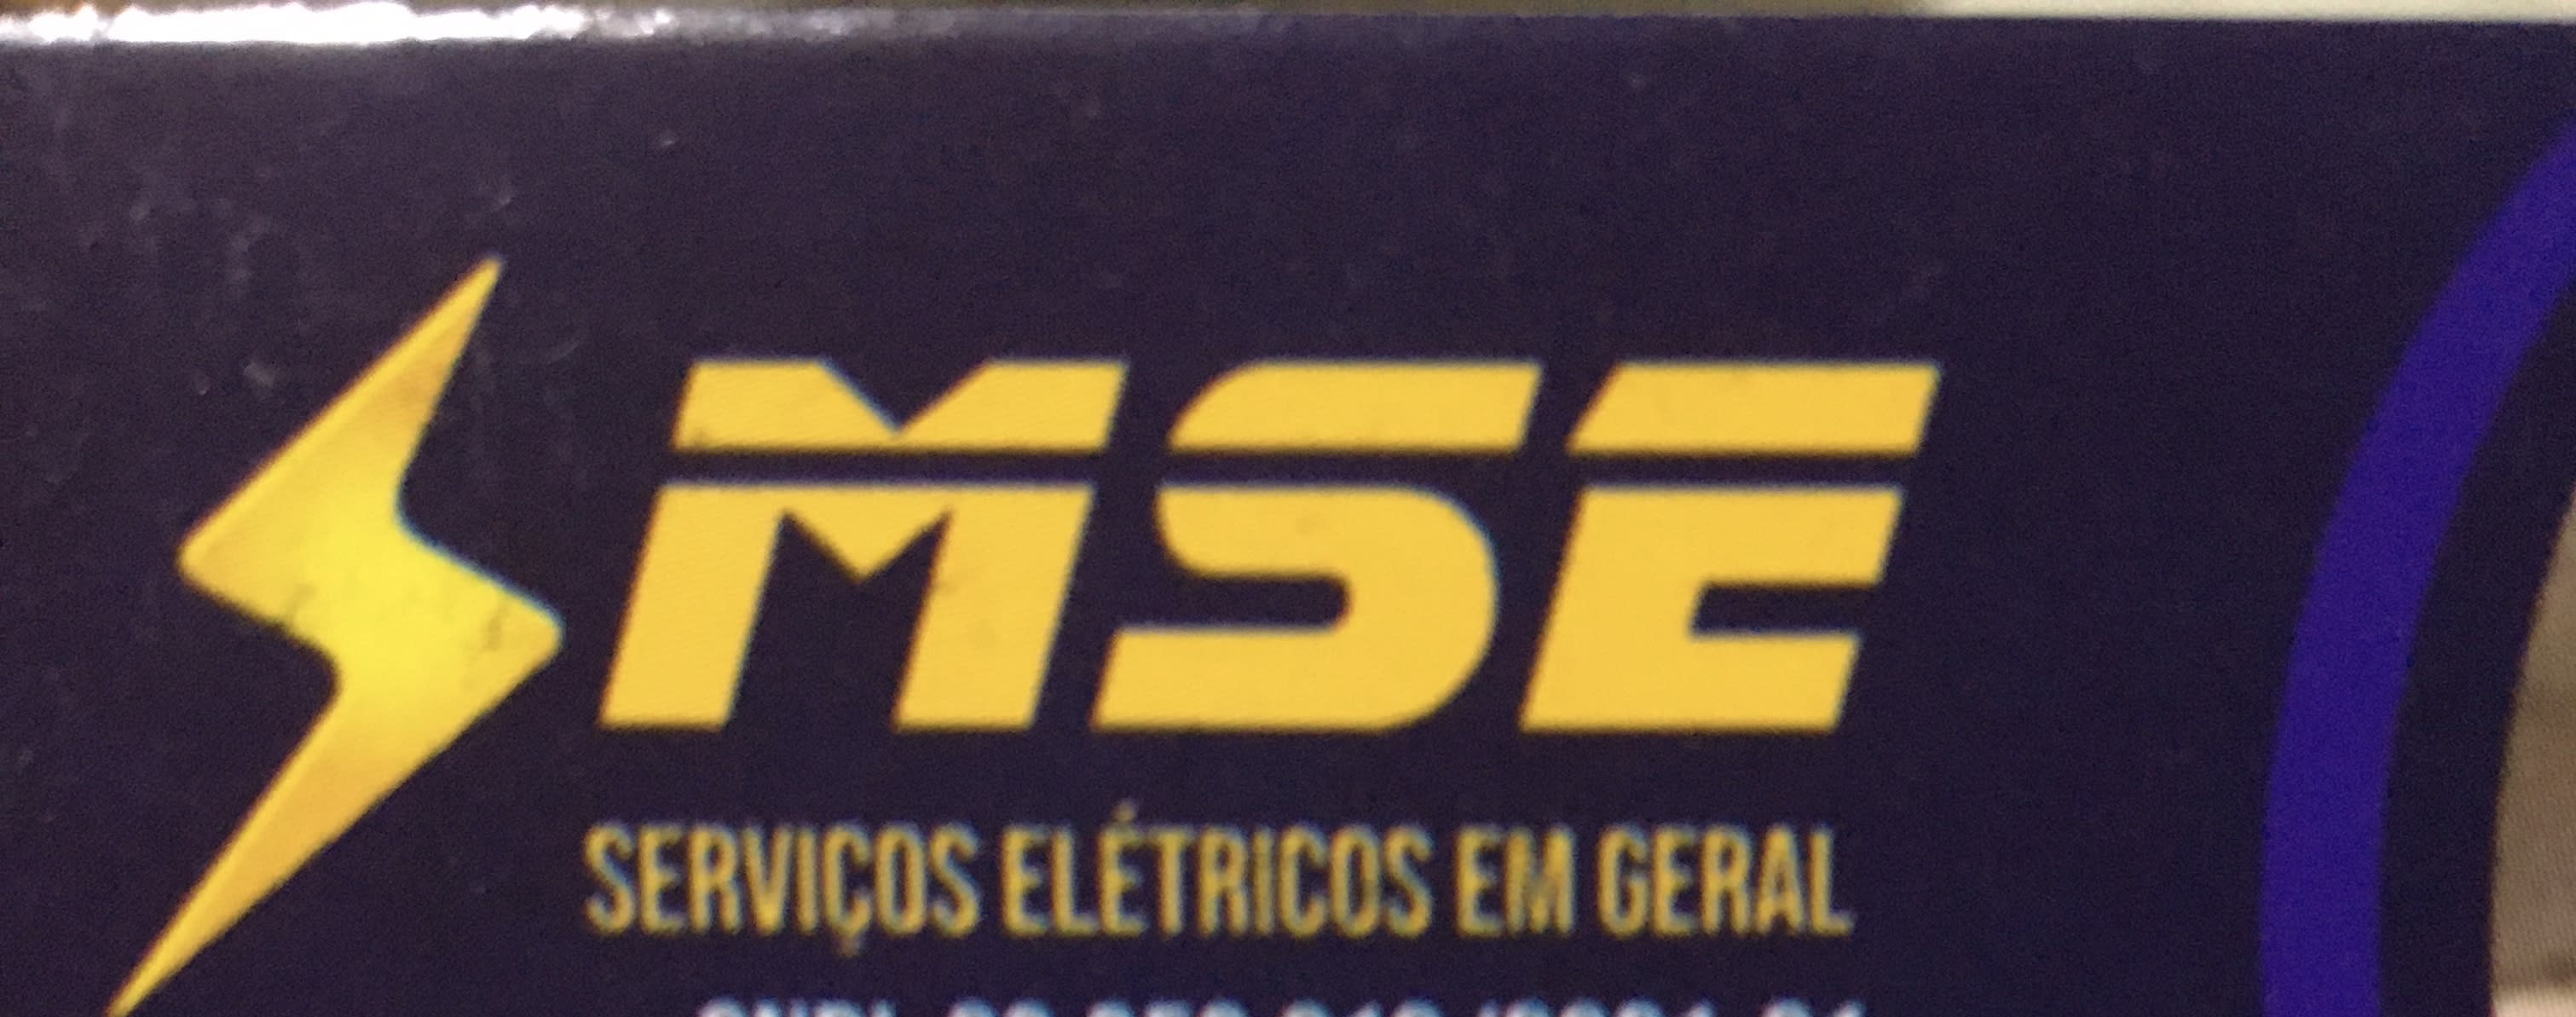 MSE
SERVIÇOS ELÉTRICOS EM GERAL